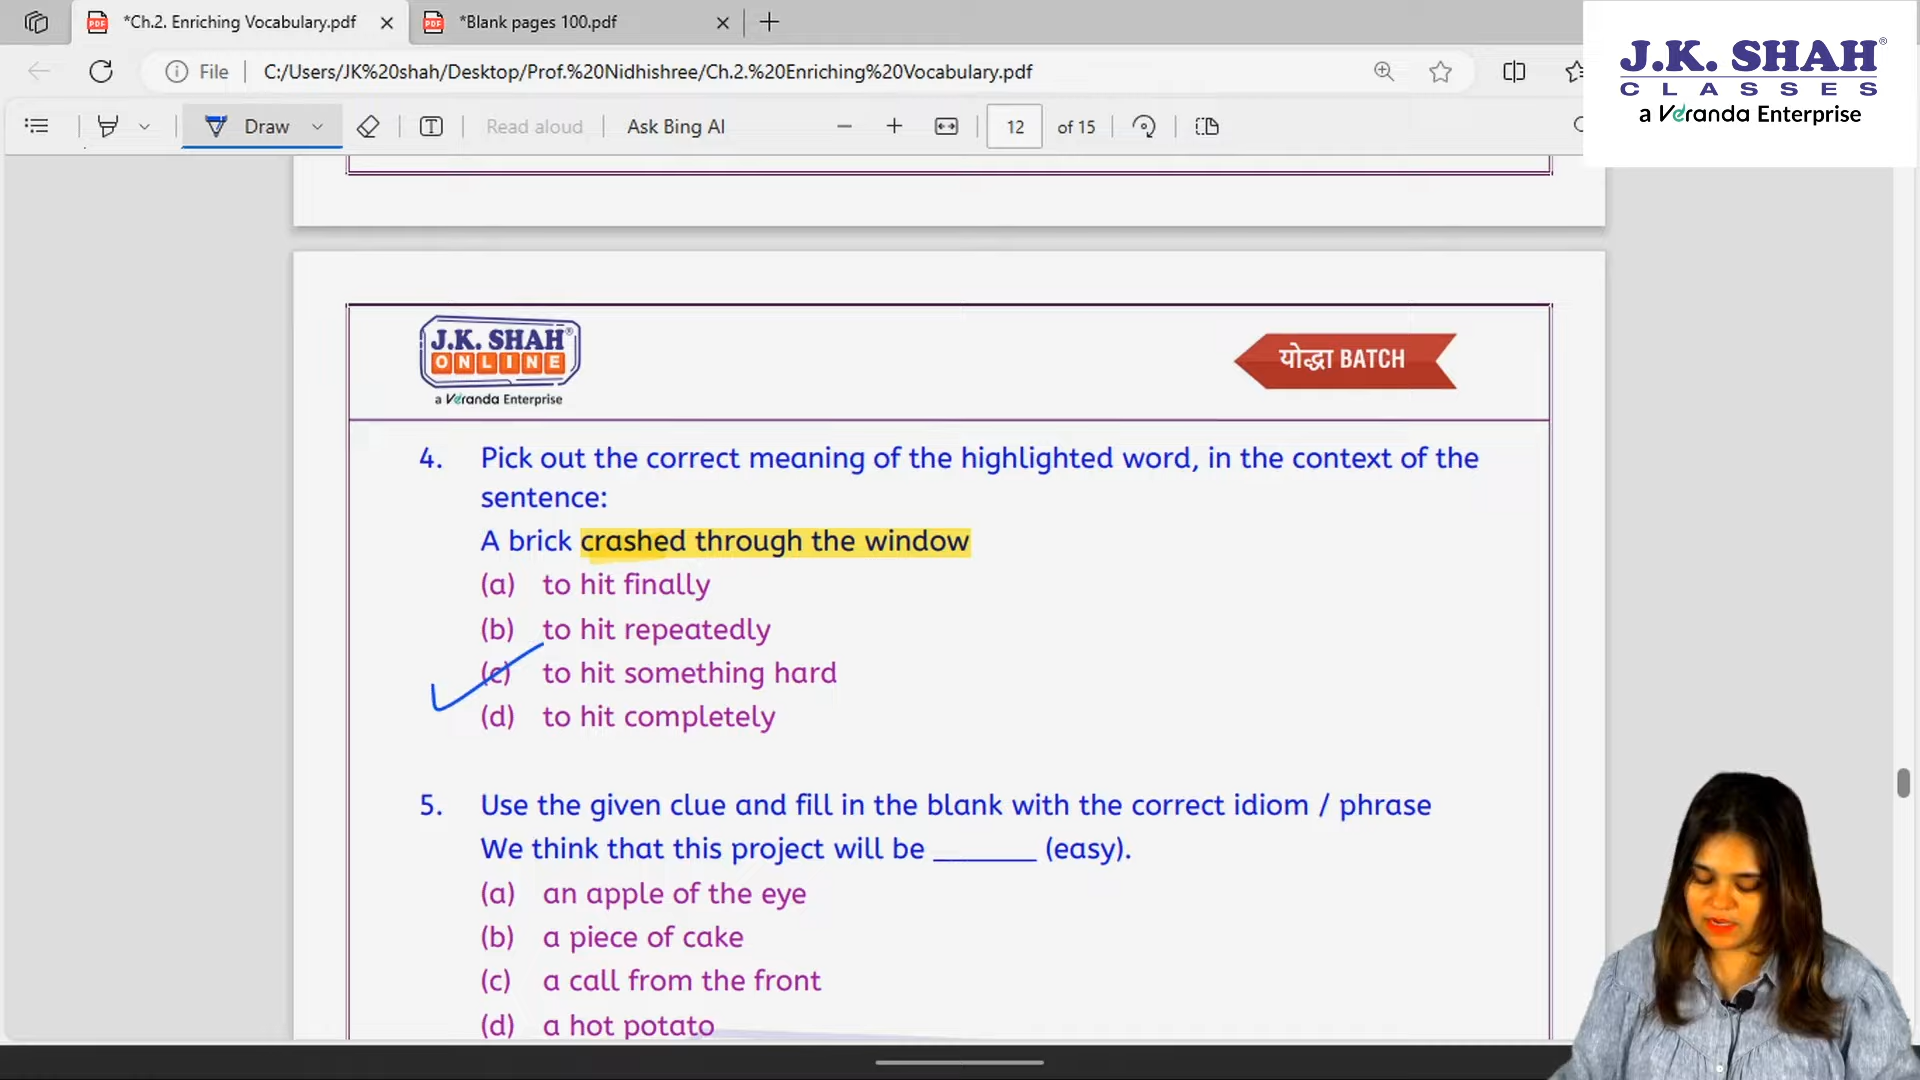 *Ch.2. Enriching Vocabulary.pdf
*Blank pages 100.pdf
File
C:/Users/JK%20shah/Desktop/Prof.%20Nidhishree/Ch.2.%20Enriching%20Vocabulary.pdf
J.K. SHAH®
CLASSES
a Veranda Enterprise
Draw
Read aloud
Ask Bing AI
12
of 15
J.K. SHAH®
ONLINE
a Veranda Enterprise
योद्धा BATCH
4. Pick out the correct meaning of the highlighted word, in the context of the
sentence:
A brick crashed through the window
(a) to hit finally
(b) to hit repeatedly
(c) to hit something hard
(d) to hit completely
5. Use the given clue and fill in the blank with the correct idiom / phrase
We think that this project will be _______ (easy).
(a) an apple of the eye
(b) a piece of cake
(c) a call from the front
(d) a hot potato